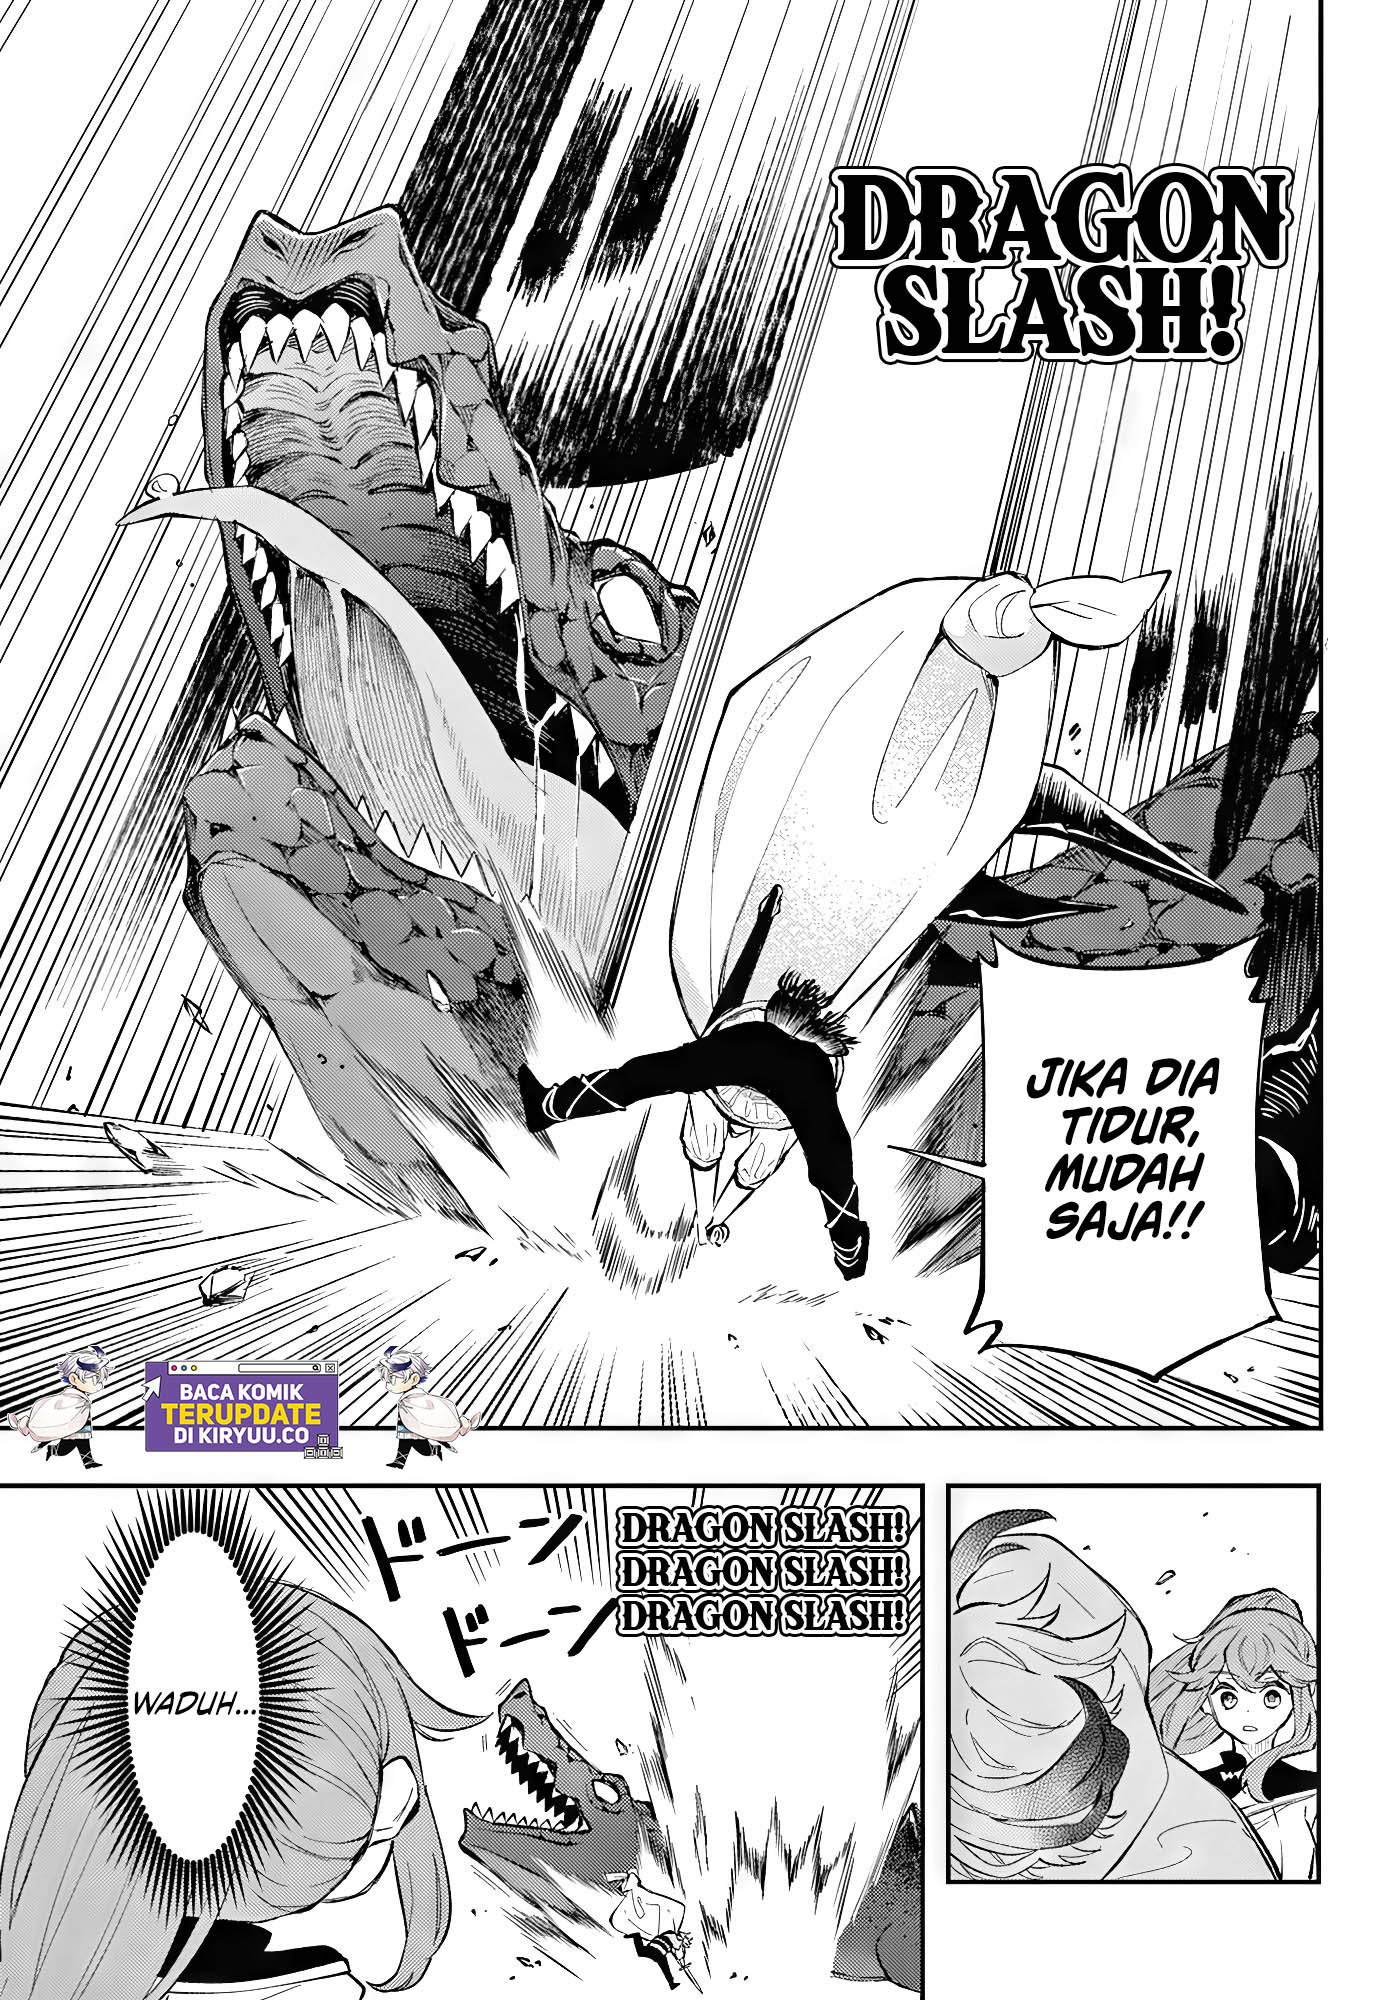 DRAGON
SLASH!
JIKA DIA
TIDUR,
MUDAH
SAJA!!
BACA KOMIK
TERUPDATE
DI KIRYUU.CO
DRAGON SLASH!
DRAGON SLASH!
DRAGON SLASH!
ドーン
ドーン
WADUH...